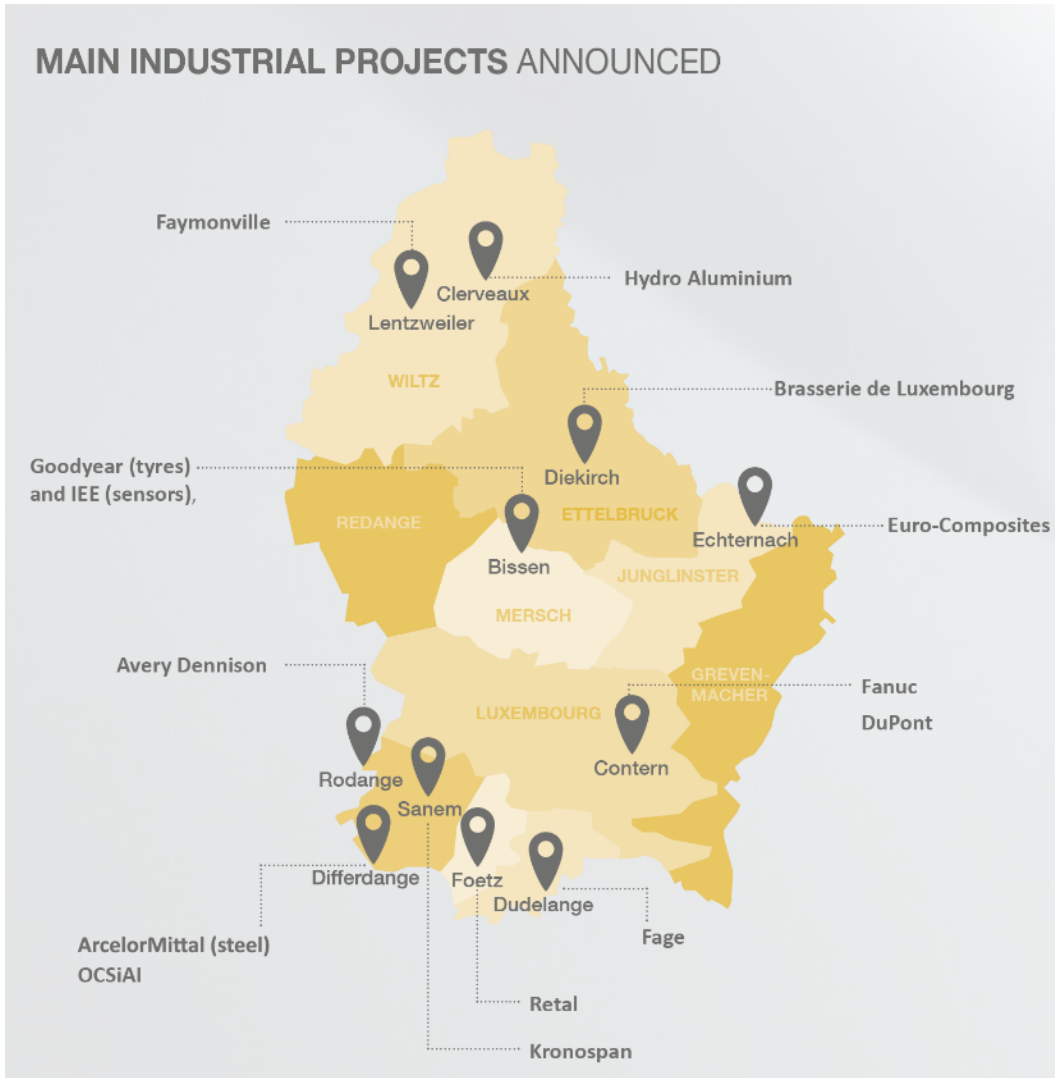 MAIN INDUSTRIAL PROJECTS ANNOUNCED
Faymonville
Hydro Aluminium
Clerveaux
Lentzweiler
WILTZ
Brasserie de Luxembourg
Goodyear (tyres)
and IEE (sensors),
Diekirch
REDANGE
ETTELBRUCK
Euro-Composites
Echternach
Bissen
JUNGLINSTER
MERSCH
Avery Dennison
GREVEN-
MACHER
Fanuc
DuPont
LUXEMBOURG
Contern
Rodange
Sanem
Differdange
Foetz
Dudelange
Fage
ArcelorMittal (steel)
OCSiAl
Retal
Kronospan